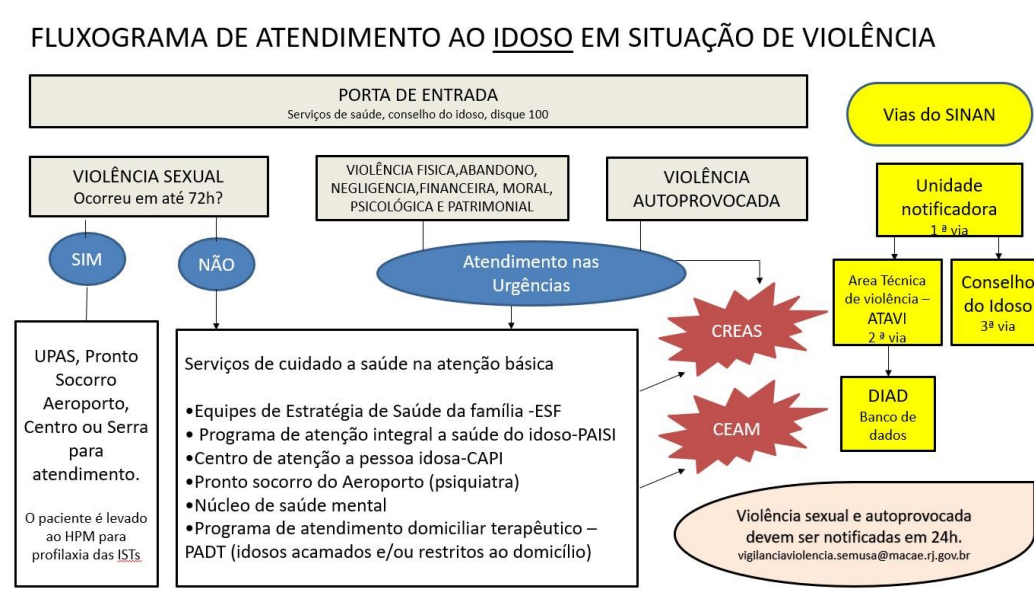 FLUXOGRAMA DE ATENDIMENTO AO IDOSO EM SITUAÇÃO DE VIOLÊNCIA
PORTA DE ENTRADA
Serviços de saúde, conselho do idoso, disque 100
Vias do SINAN
VIOLÊNCIA SEXUAL
Ocorreu em até 72h?
VIOLÊNCIA FISICA,ABANDONO,
NEGLIGENCIA,FINANCEIRA, MORAL,
PSICOLÓGICA E PATRIMONIAL
VIOLÊNCIA
AUTOPROVOCADA
Unidade
notificadora
1 ª via
SIM
NÃO
Atendimento nas
Urgências
Area Técnica
de violência –
ATAVI
2 ª via
Conselho
do Idoso
3ª via
CREAS
UPAS, Pronto
Socorro
Aeroporto,
Centro ou Serra
para
atendimento.
O paciente é levado
ao HPM para
profilaxia das ISTs
Serviços de cuidado a saúde na atenção básica
•Equipes de Estratégia de Saúde da família -ESF
• Programa de atenção integral a saúde do idoso-PAISI
•Centro de atenção a pessoa idosa-CAPI
•Pronto socorro do Aeroporto (psiquiatra)
•Núcleo de saúde mental
•Programa de atendimento domiciliar terapêutico –
PADT (idosos acamados e/ou restritos ao domicílio)
CEAM
DIAD
Banco de
dados
Violência sexual e autoprovocada
devem ser notificadas em 24h.
vigilanciaviolencia.semusa@macae.rj.gov.br